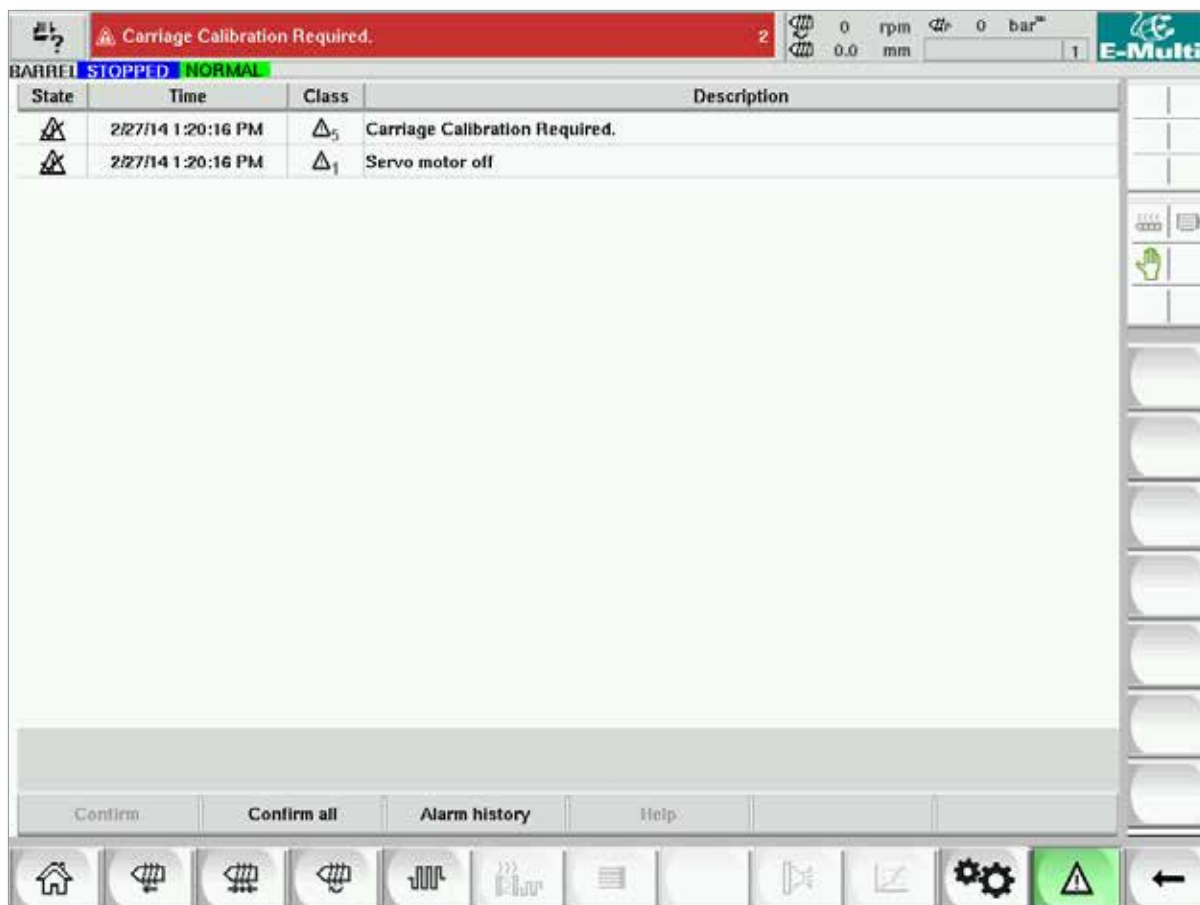 Carriage Calibration Required. 2
0 rpm 0 bar
0.0 mm 1
E-Multi
BARREL STOPPED NORMAL
State Time Class Description
2/27/14 1:20:16 PM 5 Carriage Calibration Required.
2/27/14 1:20:16 PM 1 Servo motor off
Confirm Confirm all Alarm history Help